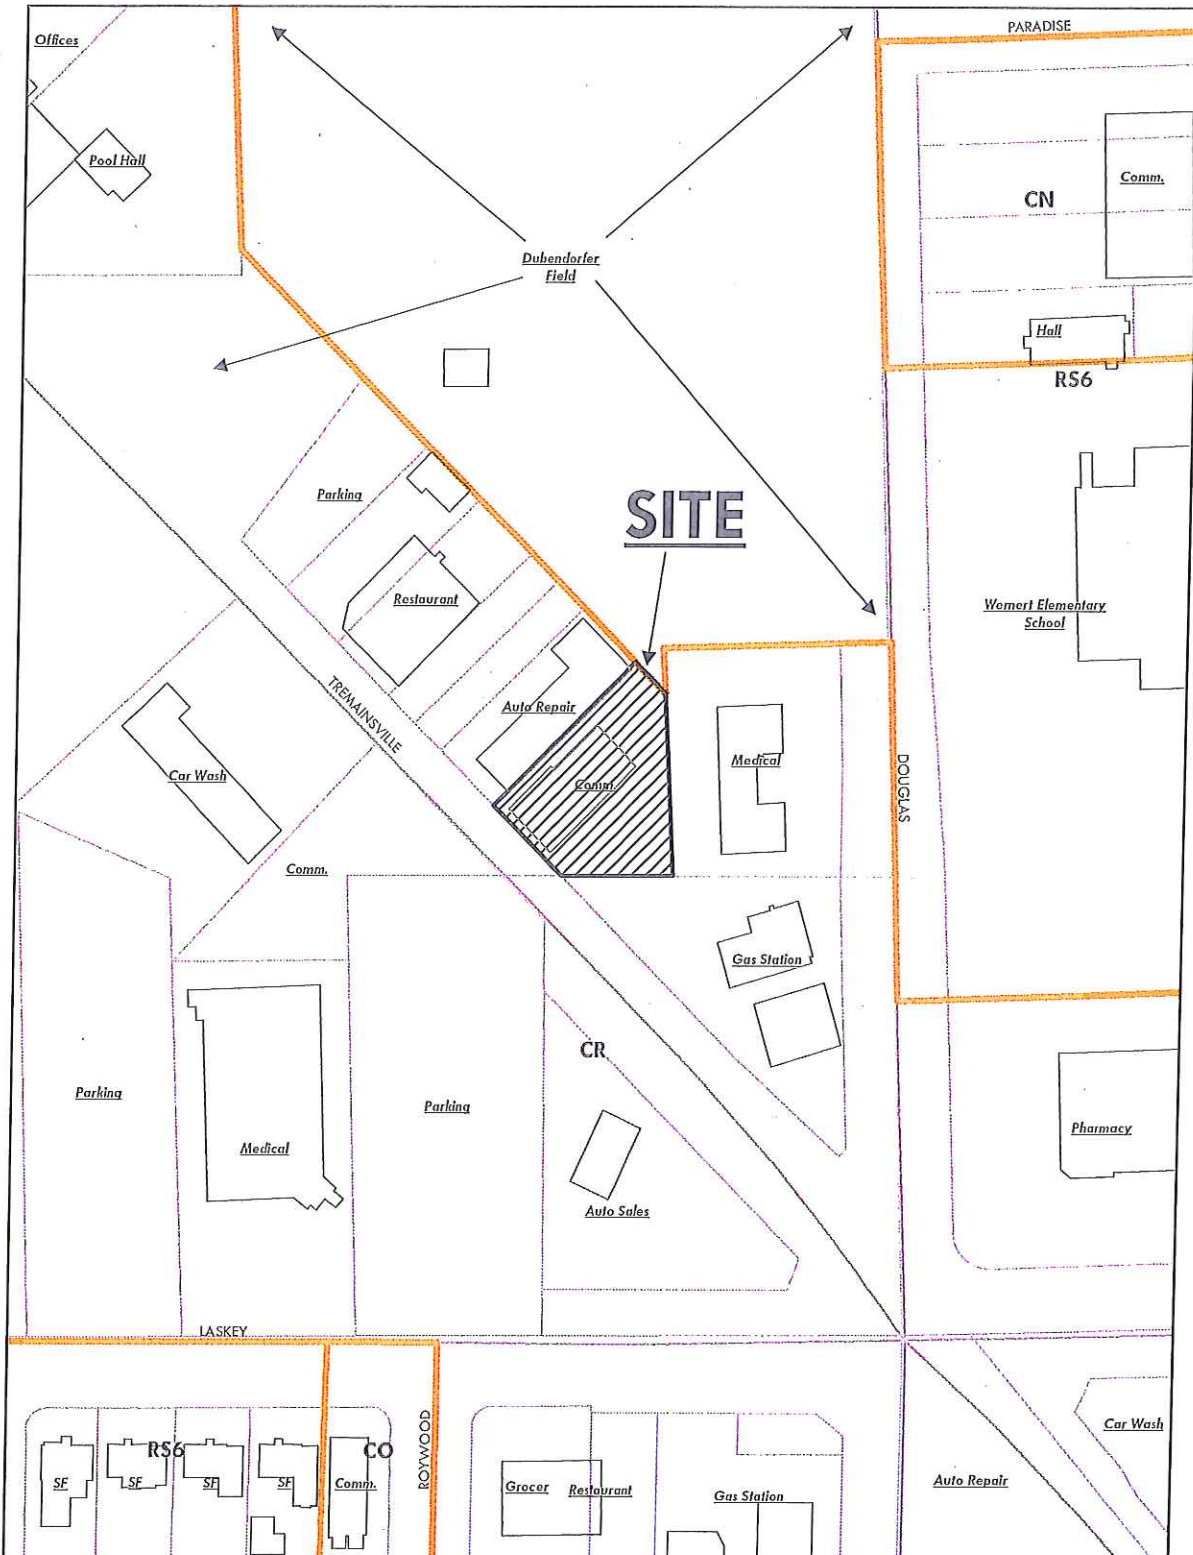 PARADISE
Offices
Pool Hall
Comm.
CN
Dubendorfer
Field
Hall
RS6
Parking
SITE
Restaurant
Wernert Elementary
School
TREMAINSVILLE
Auto Repair
Car Wash
Medical
DOUGLAS
Comm.
Comm.
Gas Station
CR
Parking
Parking
Medical
Pharmacy
Auto Sales
LASKEY
ROYWOOD
RS6
CO
Car Wash
SF
SF
SF
SF
Comm.
Grocer
Restaurant
Gas Station
Auto Repair